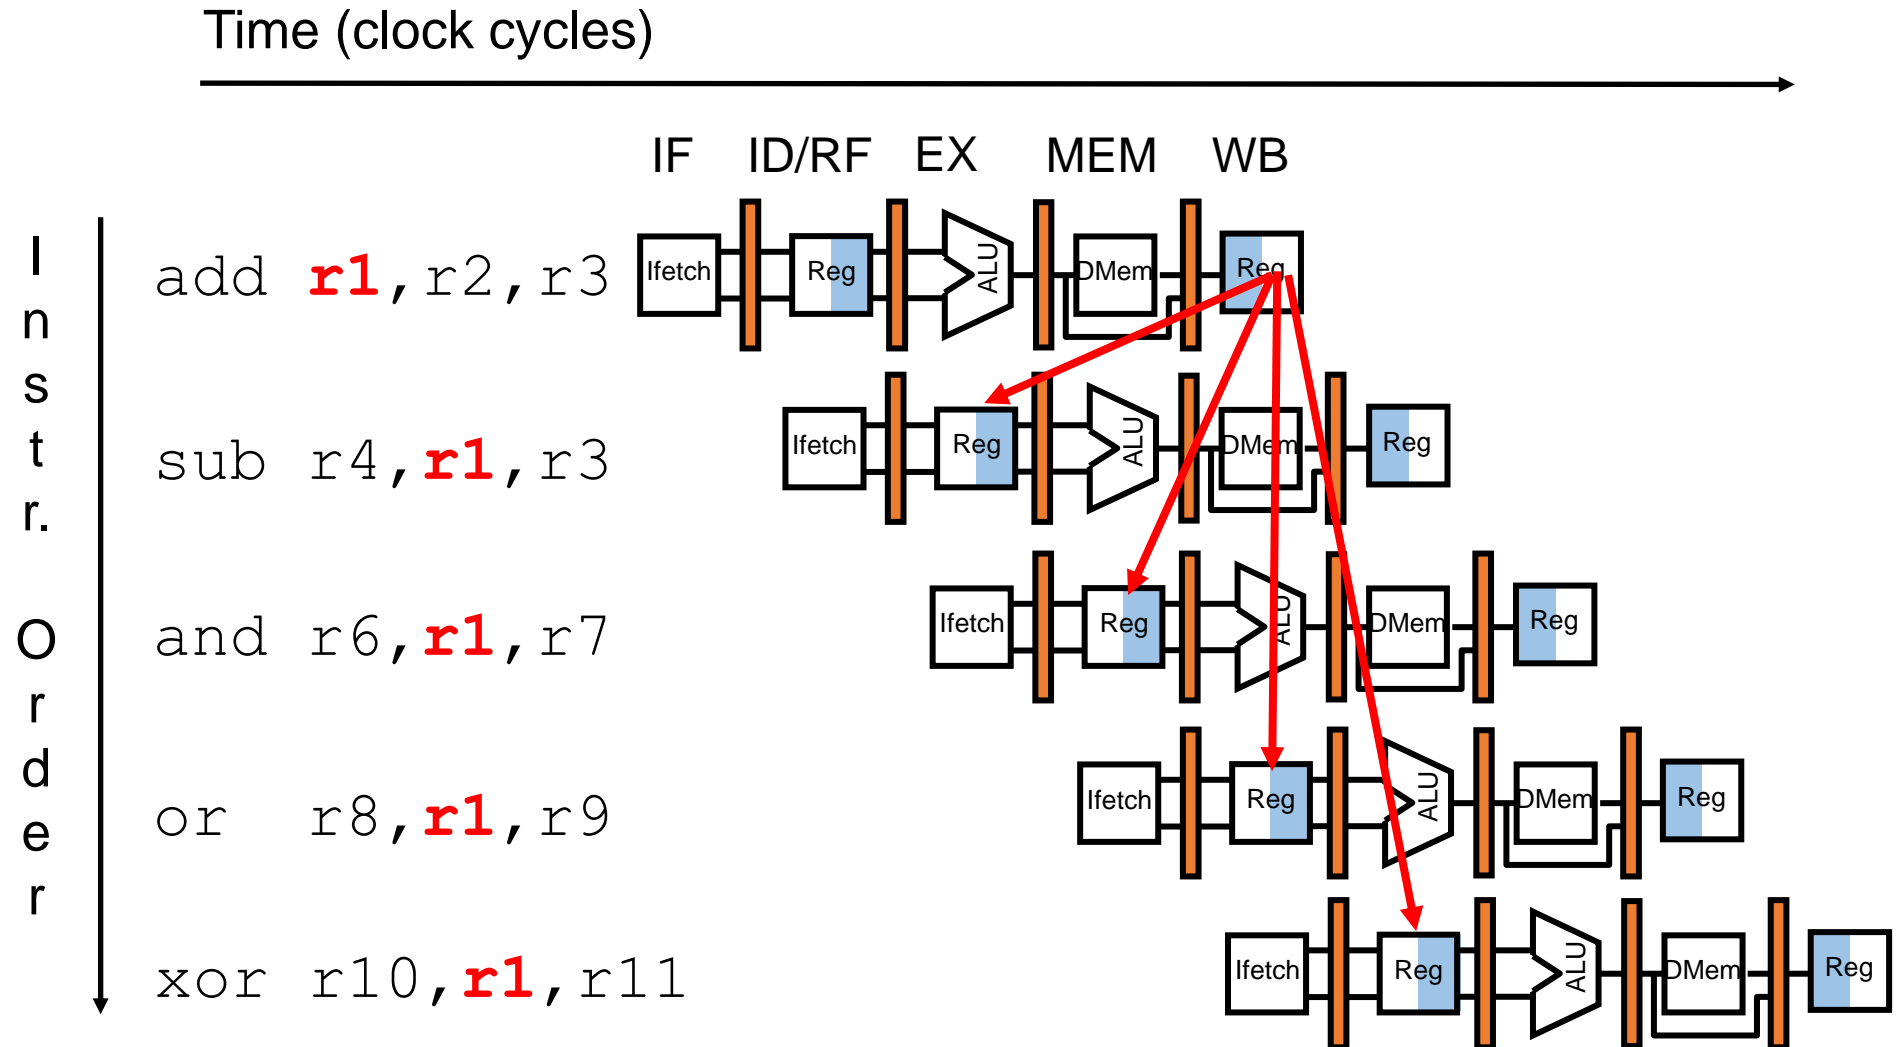 Time (clock cycles)
IF ID/RF EX MEM WB
Instr. Order
add r1,r2,r3 Ifetch Reg ALU DMem Reg
sub r4,r1,r3 Ifetch Reg ALU DMem Reg
and r6,r1,r7 Ifetch Reg ALU DMem Reg
or r8,r1,r9 Ifetch Reg ALU DMem Reg
xor r10,r1,r11 Ifetch Reg ALU DMem Reg